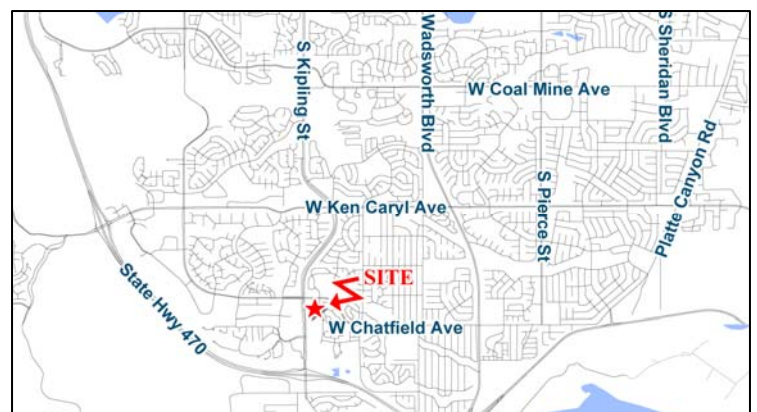 S Kipling St
Wadsworth Blvd
S Sheridan Blvd
W Coal Mine Ave
Platte Canyon Rd
S Pierce St
W Ken Caryl Ave
State Hwy 470
SITE
W Chatfield Ave